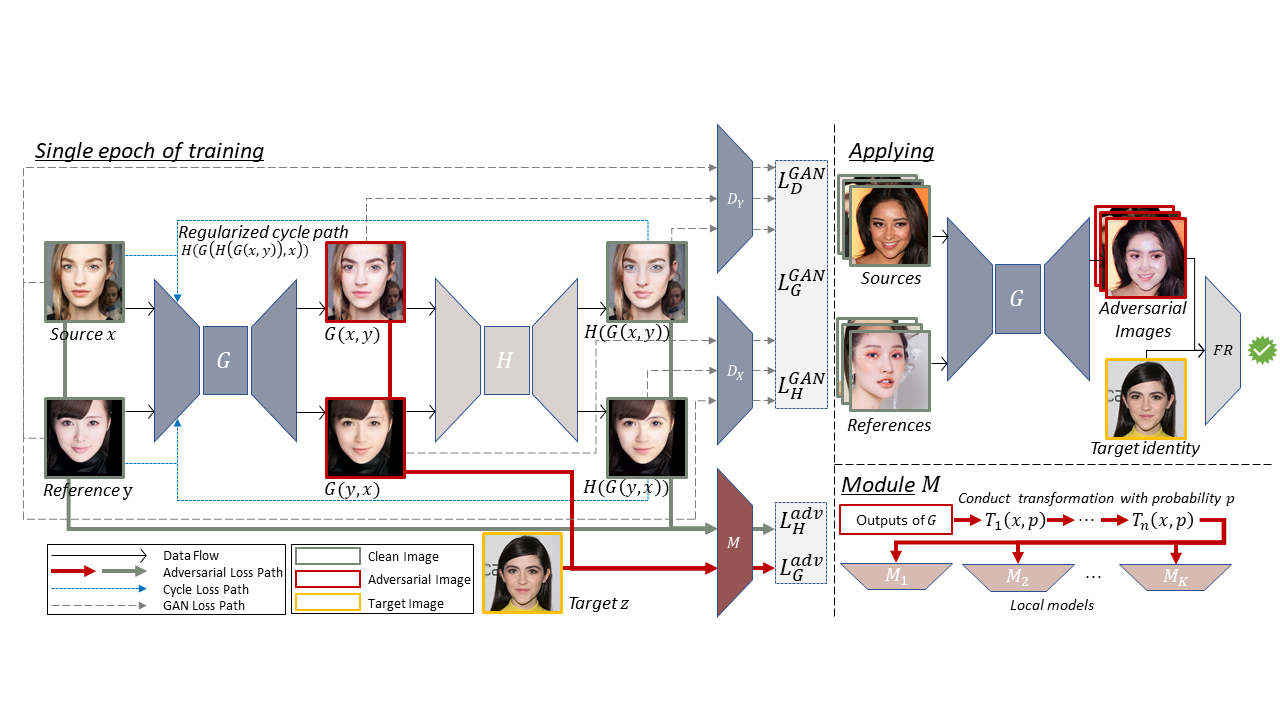 Single epoch of training
Regularized cycle path
H(G(H(G(x, y)), x))
Source x
G(x, y)
H(G(x, y))
G
H
Reference y
G(y, x)
H(G(y, x))
D_Y
D_X
M
L_D^{GAN}
L_G^{GAN}
L_H^{GAN}
L_H^{adv}
L_G^{adv}
Data Flow
Adversarial Loss Path
Cycle Loss Path
GAN Loss Path
Clean Image
Adversarial Image
Target Image
Target z
Applying
Sources
References
G
Adversarial
Images
Target identity
FR
Module M
Conduct transformation with probability p
Outputs of G
T_1(x, p)
...
T_n(x, p)
M_1
M_2
...
M_K
Local models